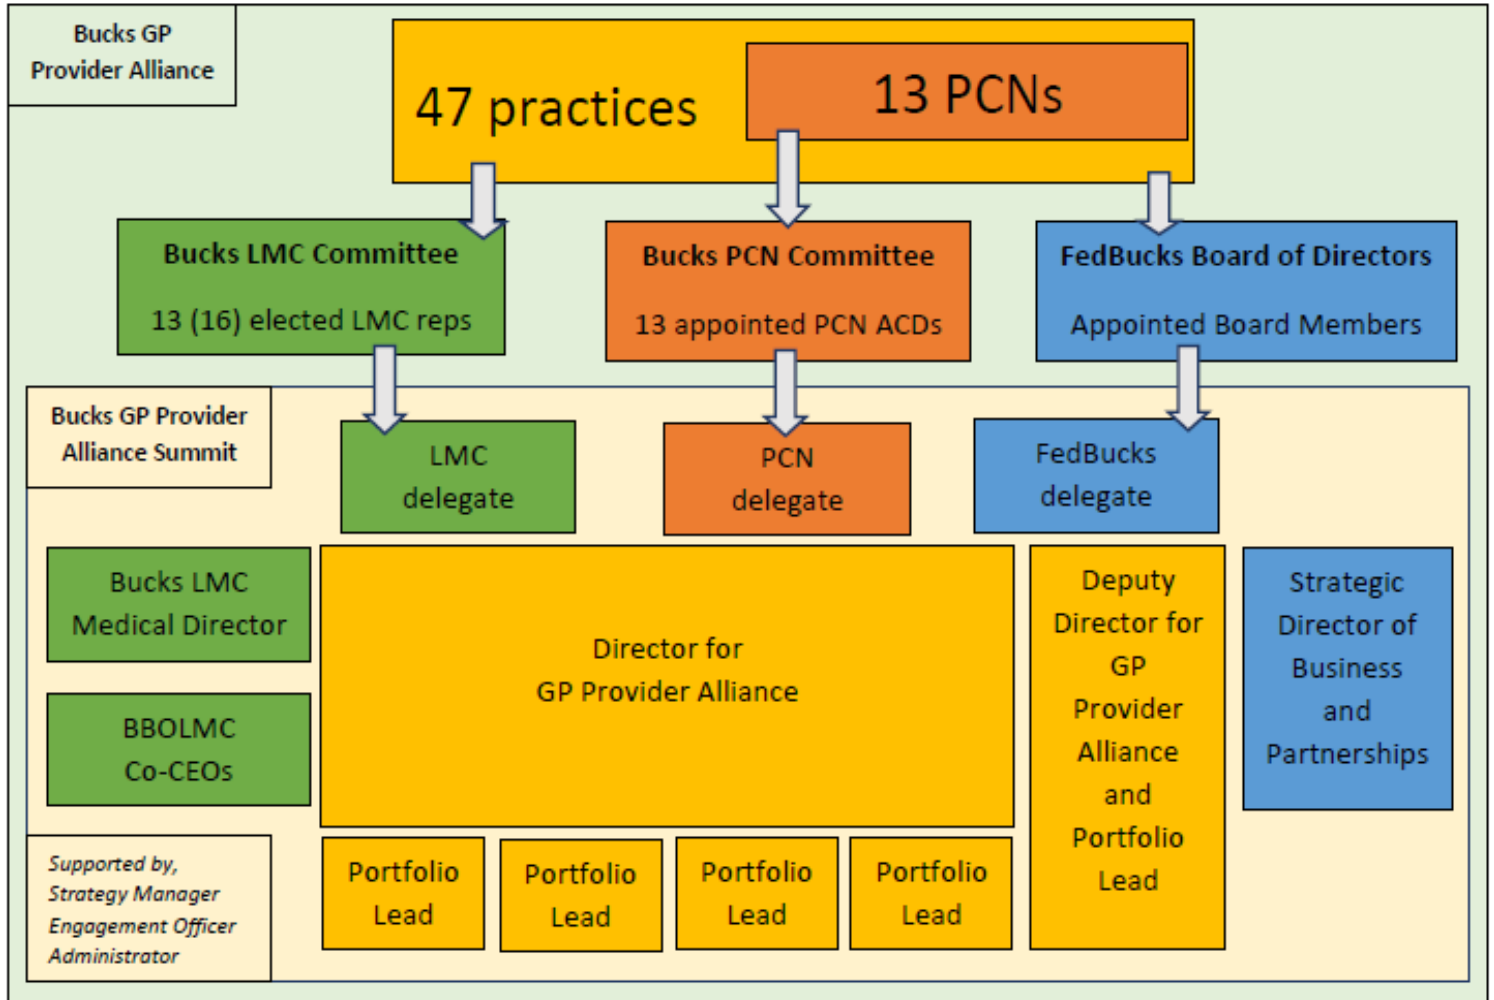 Bucks GP
Provider Alliance
47 practices
13 PCNs
Bucks LMC Committee
13 (16) elected LMC reps
Bucks PCN Committee
13 appointed PCN ACDs
FedBucks Board of Directors
Appointed Board Members
Bucks GP Provider
Alliance Summit
LMC
delegate
PCN
delegate
FedBucks
delegate
Bucks LMC
Medical Director
BBOLMC
Co-CEOs
Director for
GP Provider Alliance
Deputy
Director for
GP
Provider
Alliance
and
Portfolio
Lead
Strategic
Director of
Business
and
Partnerships
Supported by,
Strategy Manager
Engagement Officer
Administrator
Portfolio
Lead
Portfolio
Lead
Portfolio
Lead
Portfolio
Lead